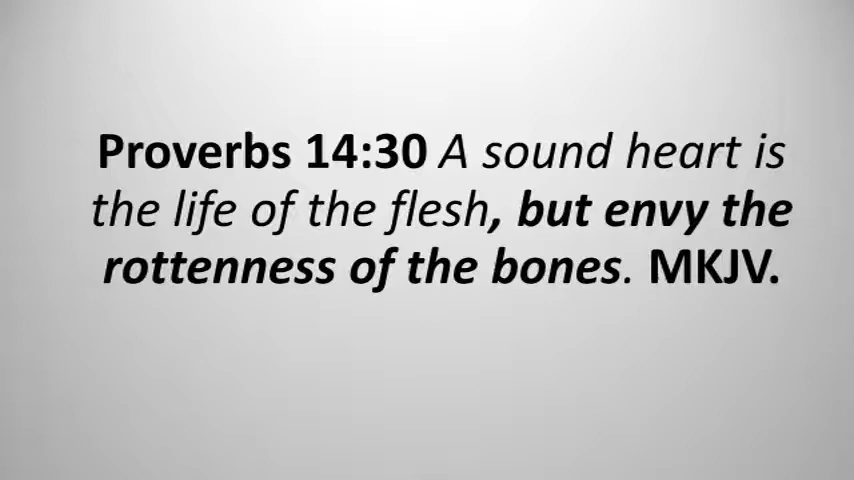 Proverbs 14:30 A sound heart is
the life of the flesh, but envy the
rottenness of the bones. MKJV.